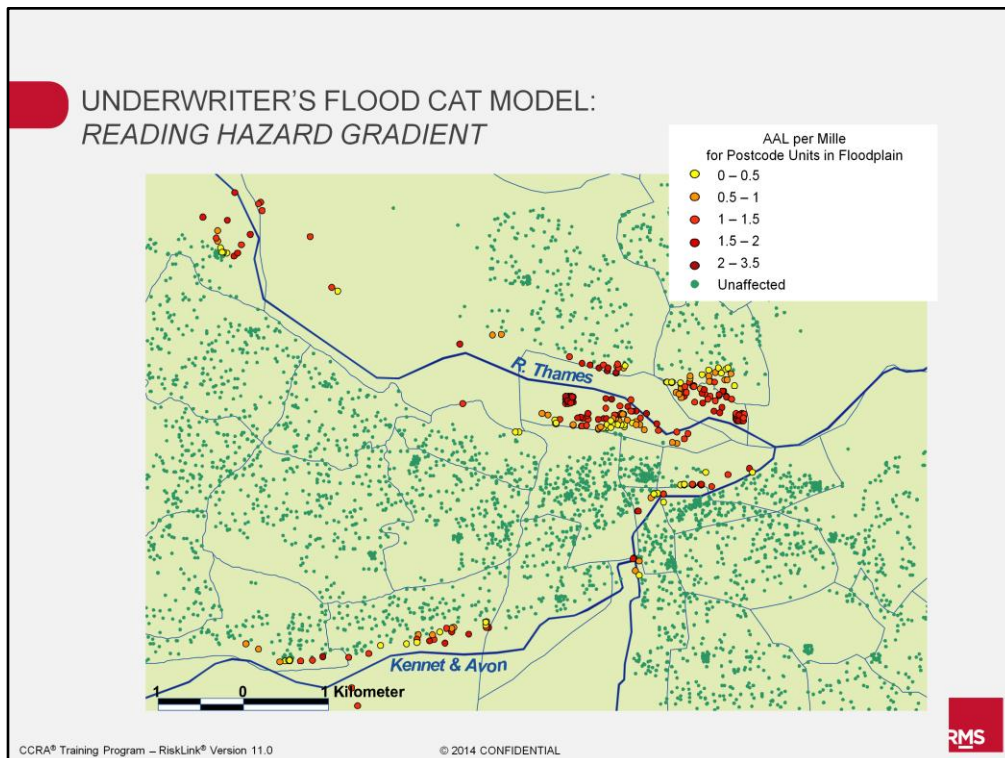 UNDERWRITER'S FLOOD CAT MODEL:
READING HAZARD GRADIENT
AAL per Mille
for Postcode Units in Floodplain
0 – 0.5
0.5 – 1
1 – 1.5
1.5 – 2
2 – 3.5
Unaffected
R. Thames
Kennet & Avon
1 0 1 Kilometer
CCRA® Training Program – RiskLink® Version 11.0
© 2014 CONFIDENTIAL
RMS